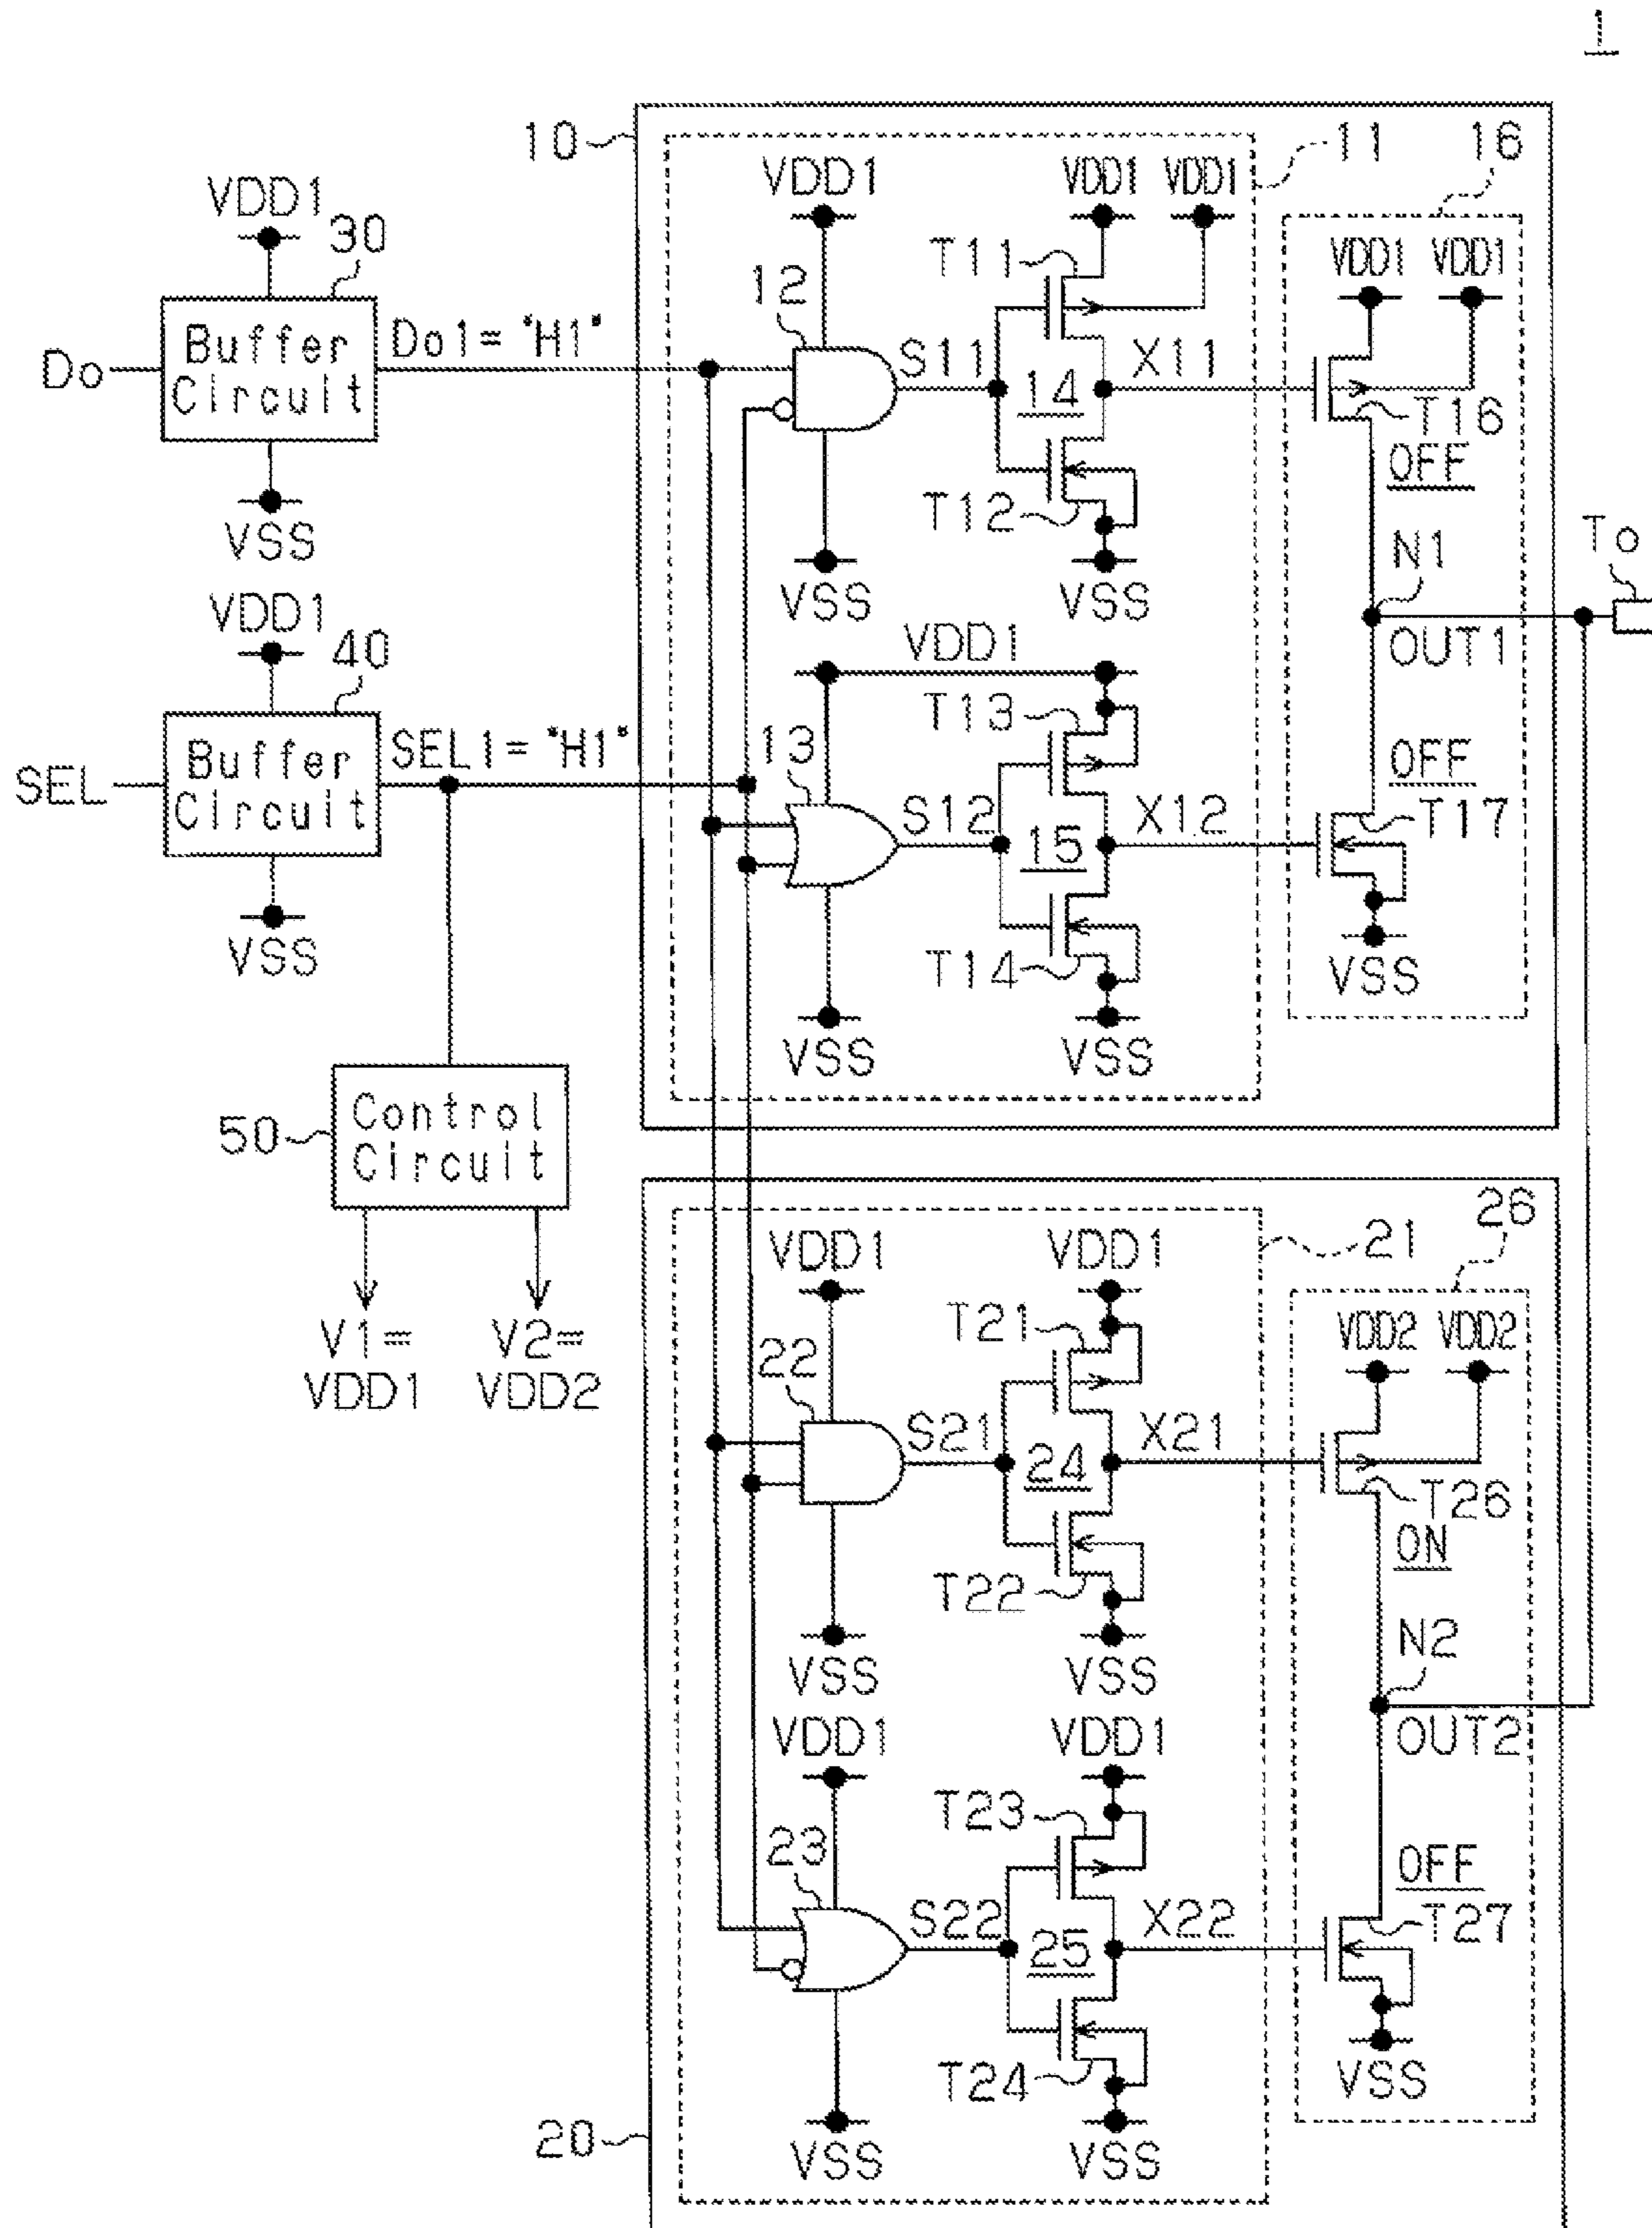 1
10
11
16
VDD1
30
Buffer
Circuit
Do
Do1="H1"
VSS
VDD1
40
Buffer
Circuit
SEL
SEL1="H1"
VSS
50
Control
Circuit
V1=
VDD1
V2=
VDD2
VDD1
VDD1
VDD1
12
T11
S11
14
X11
T12
VSS
VSS
VDD1
T13
13
S12
15
X12
T14
VSS
VSS
VDD1
VDD1
T16
OFF
N1
OUT1
To
OFF
T17
VSS
20
21
26
VDD1
VDD1
22
T21
S21
24
X21
T22
VSS
VSS
VDD1
VDD1
23
T23
S22
25
X22
T24
VSS
VSS
VDD2
VDD2
T26
ON
N2
OUT2
OFF
T27
VSS